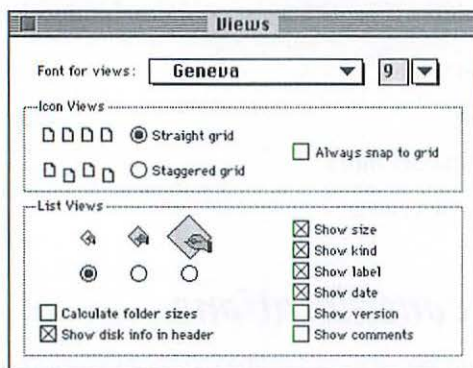 Views
Font for views: Geneva 9
Icon Views
Straight grid
Staggered grid
Always snap to grid
List Views
Show size
Show kind
Show label
Show date
Calculate folder sizes
Show version
Show disk info in header
Show comments